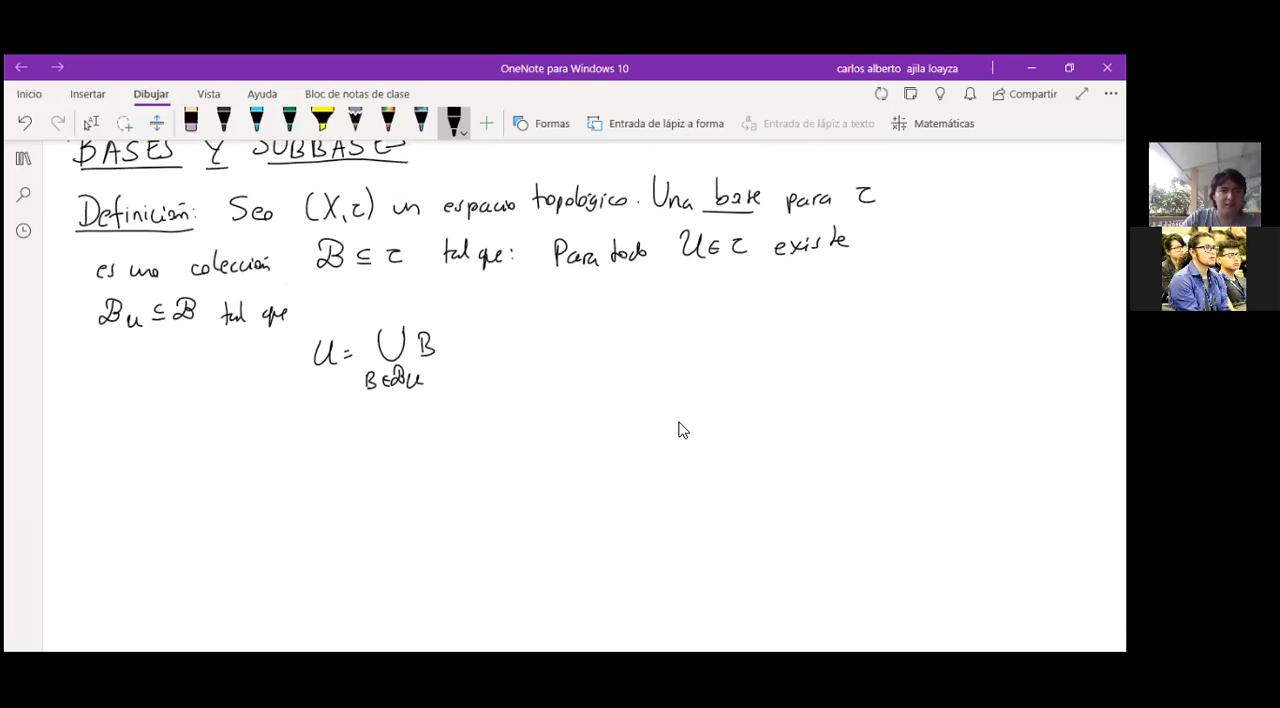 OneNote para Windows 10
carlos alberto ajila loayza
Inicio Insertar Dibujar Vista Ayuda Bloc de notas de clase
Compartir
Formas Entrada de lápiz a forma Entrada de lápiz a texto Matemáticas
BASES Y SUBBASES
Definición: Sea (X,τ) un espacio topológico. Una base para τ
es una colección ℬ ⊆ τ tal que: Para todo U ∈ τ existe
ℬu ⊆ ℬ tal que
U = ⋃ B
B∈ℬu